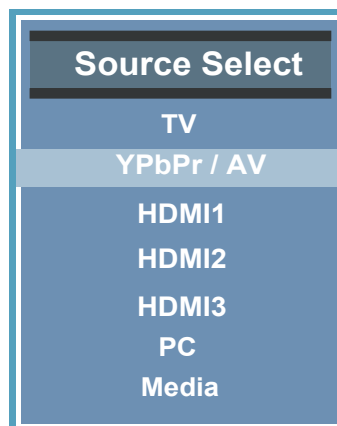 Source Select
TV
YPbPr / AV
HDMI1
HDMI2
HDMI3
PC
Media